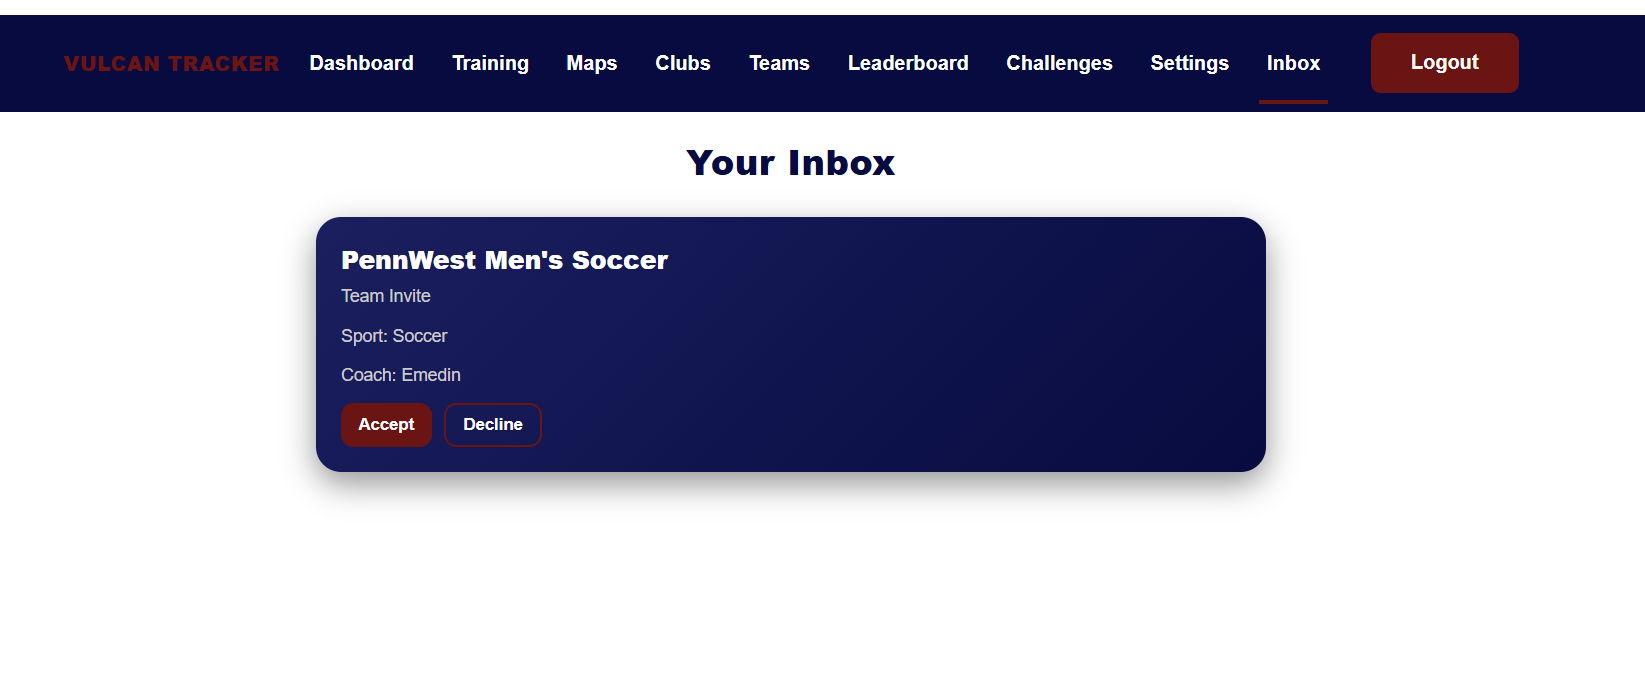 VULCAN TRACKER Dashboard Training Maps Clubs Teams Leaderboard Challenges Settings Inbox Logout
Your Inbox
PennWest Men's Soccer
Team Invite
Sport: Soccer
Coach: Emedin
Accept Decline